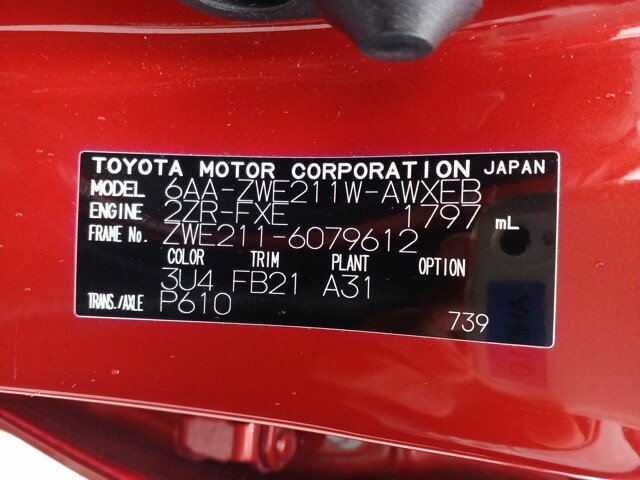 TOYOTA MOTOR CORPORATION JAPAN
MODEL 6AA-ZWE211W-AWXEB
ENGINE 2ZR-FXE 1797 mL
FRAME No. ZWE211-6079612
COLOR TRIM PLANT OPTION
3U4 FB21 A31
TRANS./AXLE P610
739